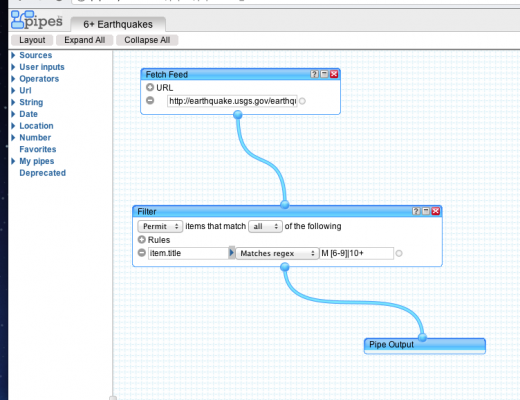 pipes
6+ Earthquakes
Layout Expand All Collapse All
Sources
User inputs
Operators
Url
String
Date
Location
Number
Favorites
My pipes
Deprecated
Fetch Feed
URL
http://earthquake.usgs.gov/earthqu
Filter
Permit items that match all of the following
Rules
item.title Matches regex M [6-9]|10+
Pipe Output